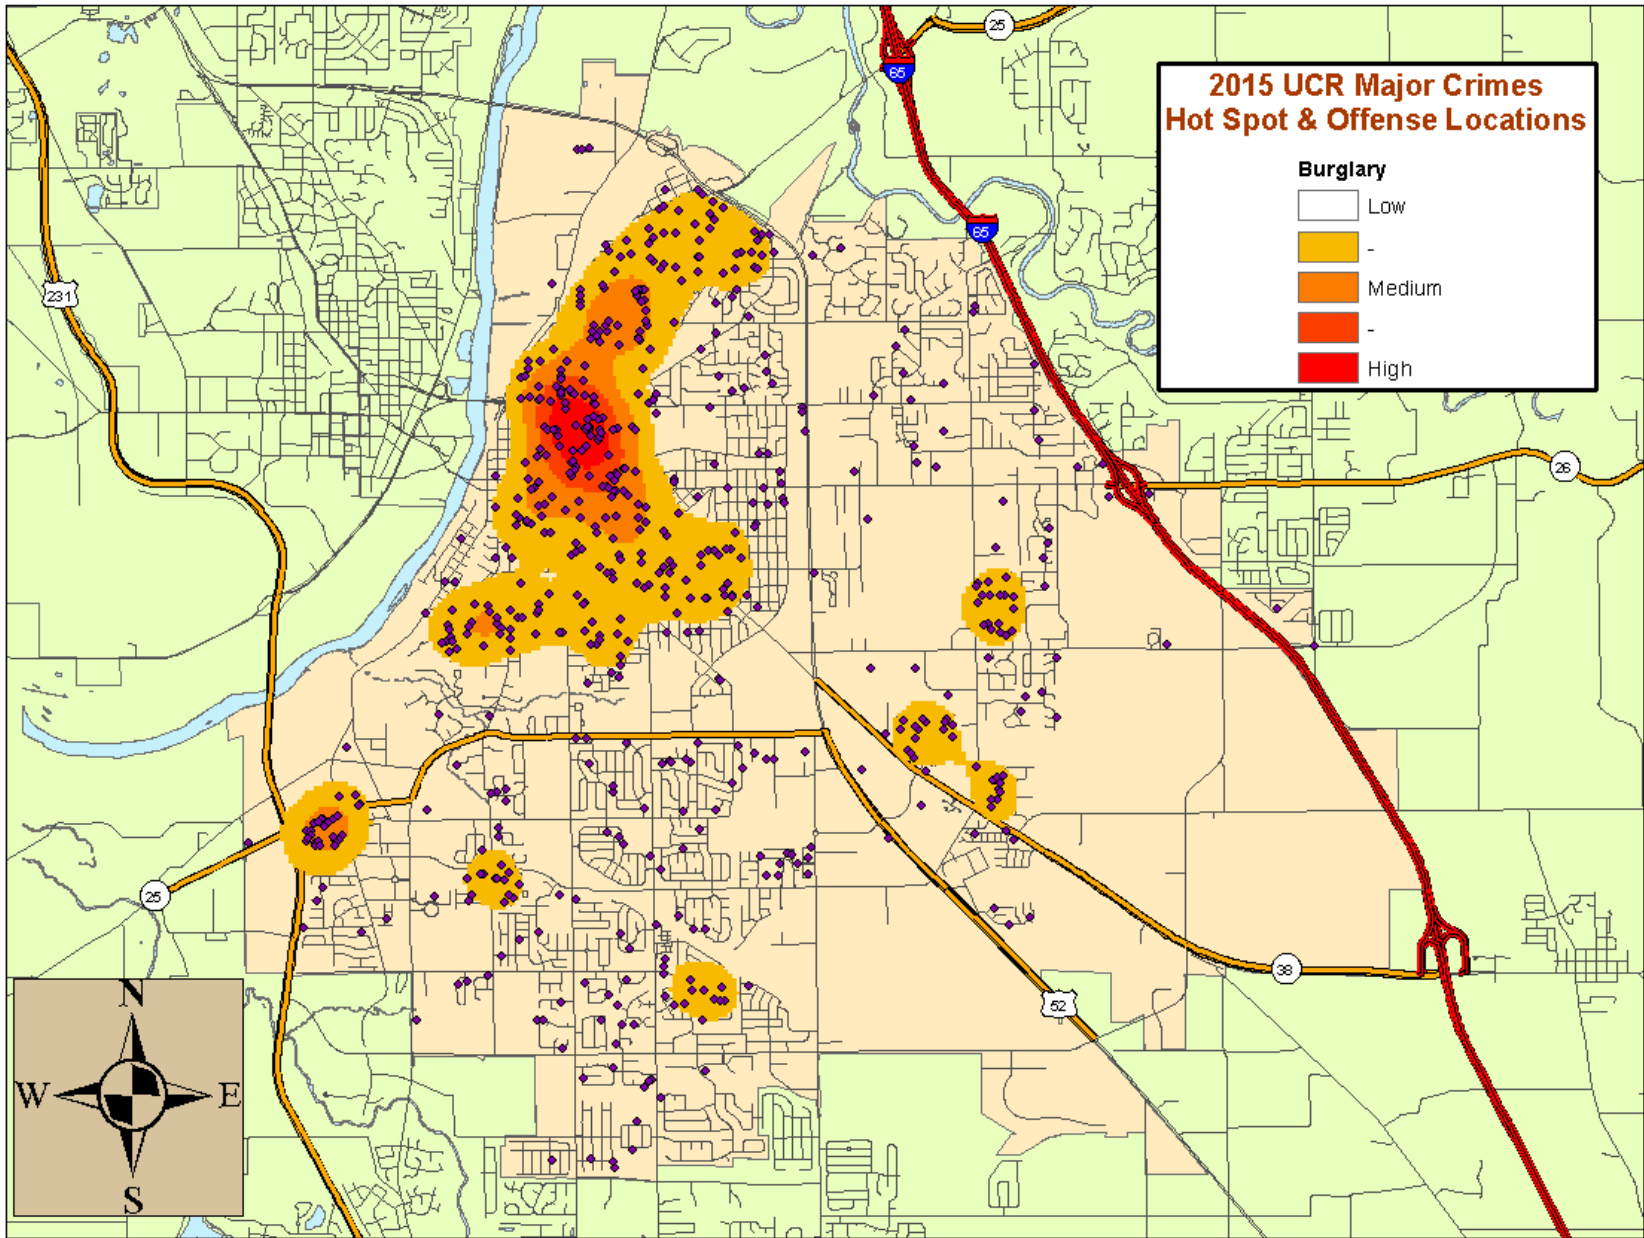 25
65
2015 UCR Major Crimes
Hot Spot & Offense Locations
Burglary
Low
-
Medium
-
High
65
231
26
25
38
52
N
W E
S